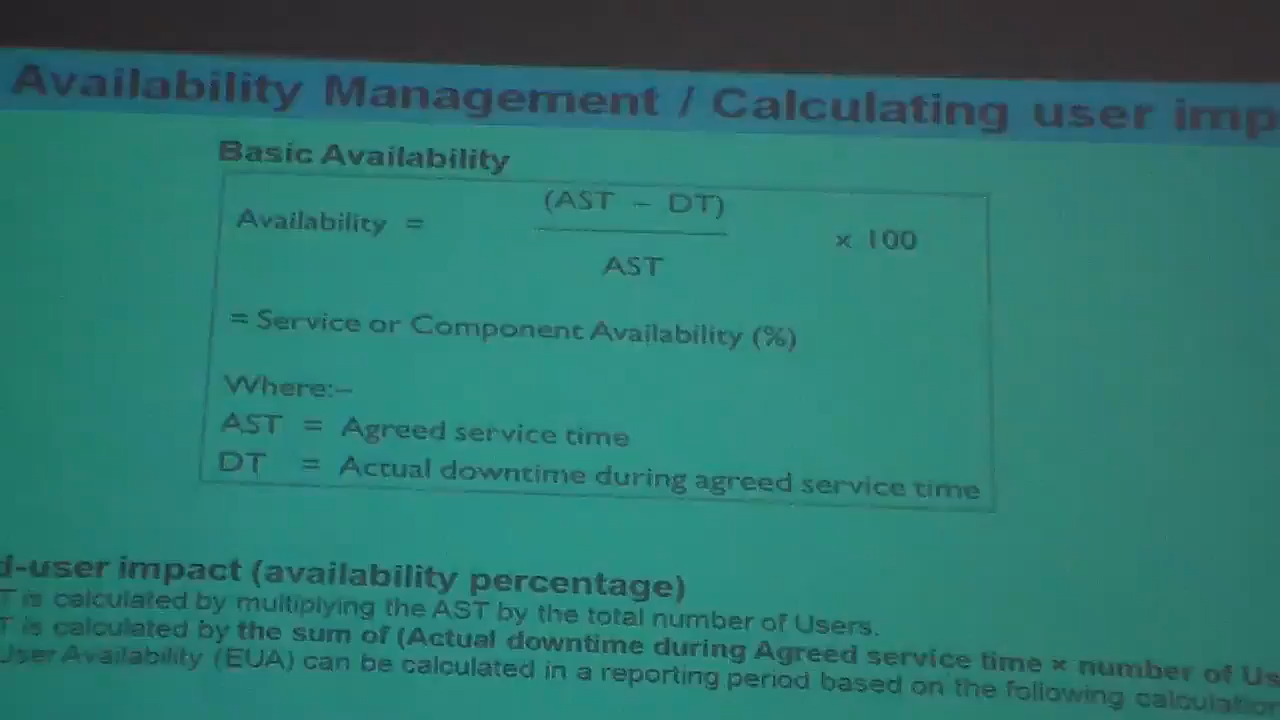 Availability Management / Calculating user imp
Basic Availability
Availability = (AST – DT)
x 100
AST
= Service or Component Availability (%)
Where:–
AST = Agreed service time
DT = Actual downtime during agreed service time
d-user impact (availability percentage)
T is calculated by multiplying the AST by the total number of Users.
T is calculated by the sum of (Actual downtime during Agreed service time × number of Us
User Availability (EUA) can be calculated in a reporting period based on the following calculation